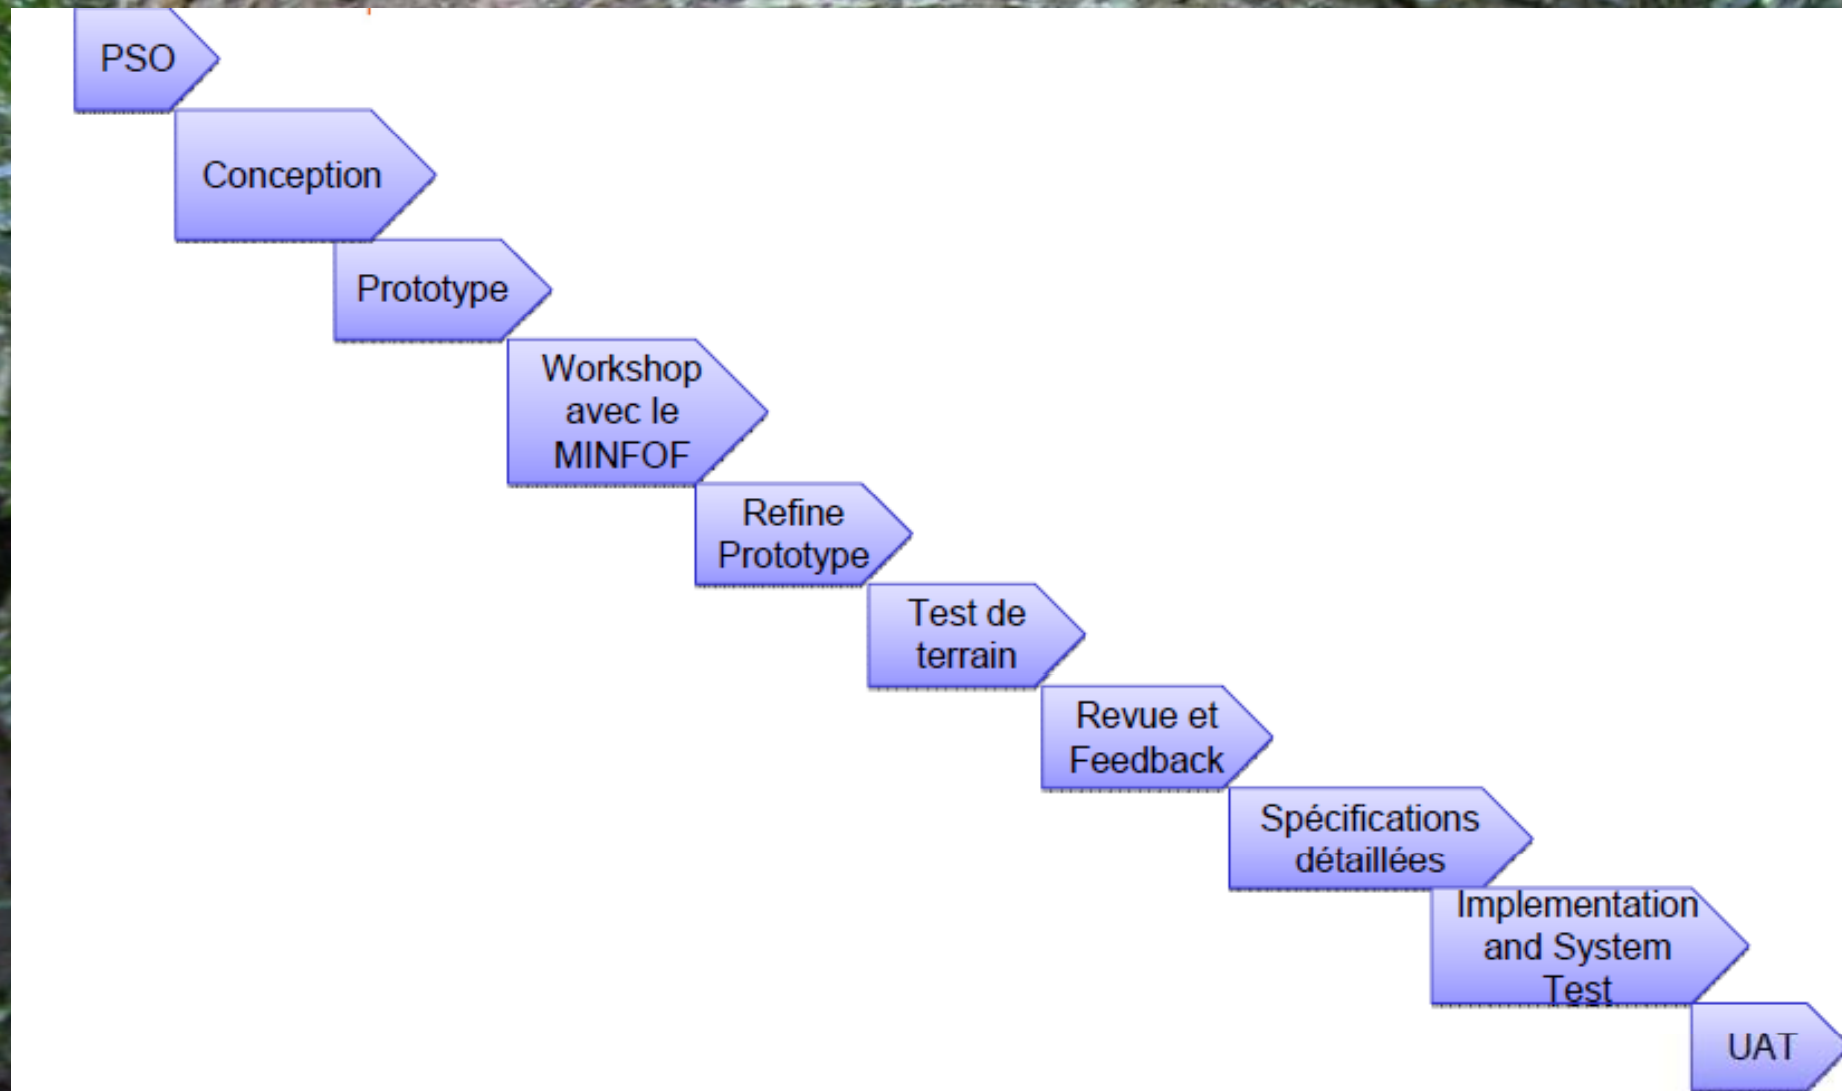 PSO
Conception
Prototype
Workshop
avec le
MINFOF
Refine
Prototype
Test de
terrain
Revue et
Feedback
Spécifications
détaillées
Implementation
and System
Test
UAT